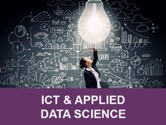 ICT & APPLIED
DATA SCIENCE